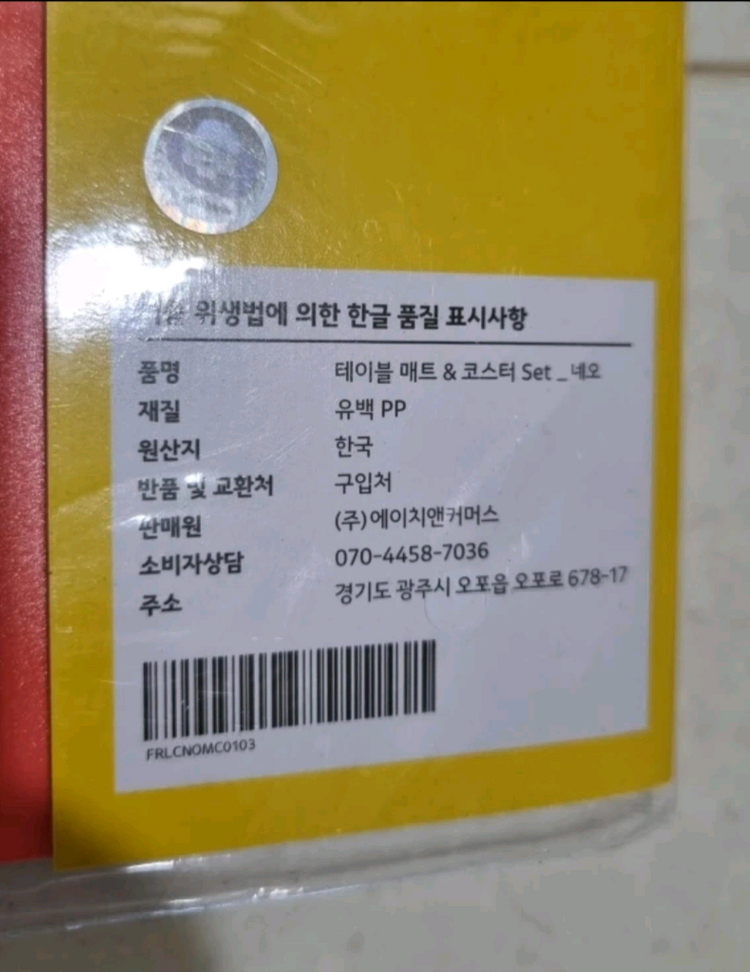 위생법에 의한 한글 품질 표시사항
품명 테이블 매트 & 코스터 Set _ 네오
재질 유백 PP
원산지 한국
반품 및 교환처 구입처
판매원 (주)에이치앤커머스
소비자상담 070-4458-7036
주소 경기도 광주시 오포읍 오포로 678-17
FRLCNOMC0103